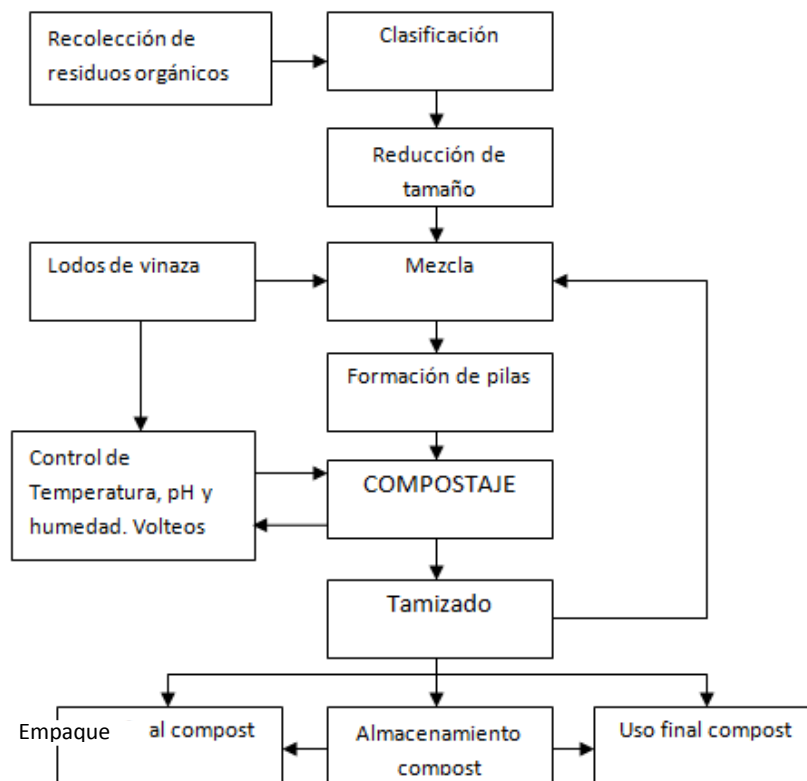 Recolección de
residuos orgánicos
Clasificación
Reducción de
tamaño
Lodos de vinaza
Mezcla
Formación de pilas
Control de
Temperatura, pH y
humedad. Volteos
COMPOSTAJE
Tamizado
Empaque al compost
Almacenamiento
compost
Uso final compost